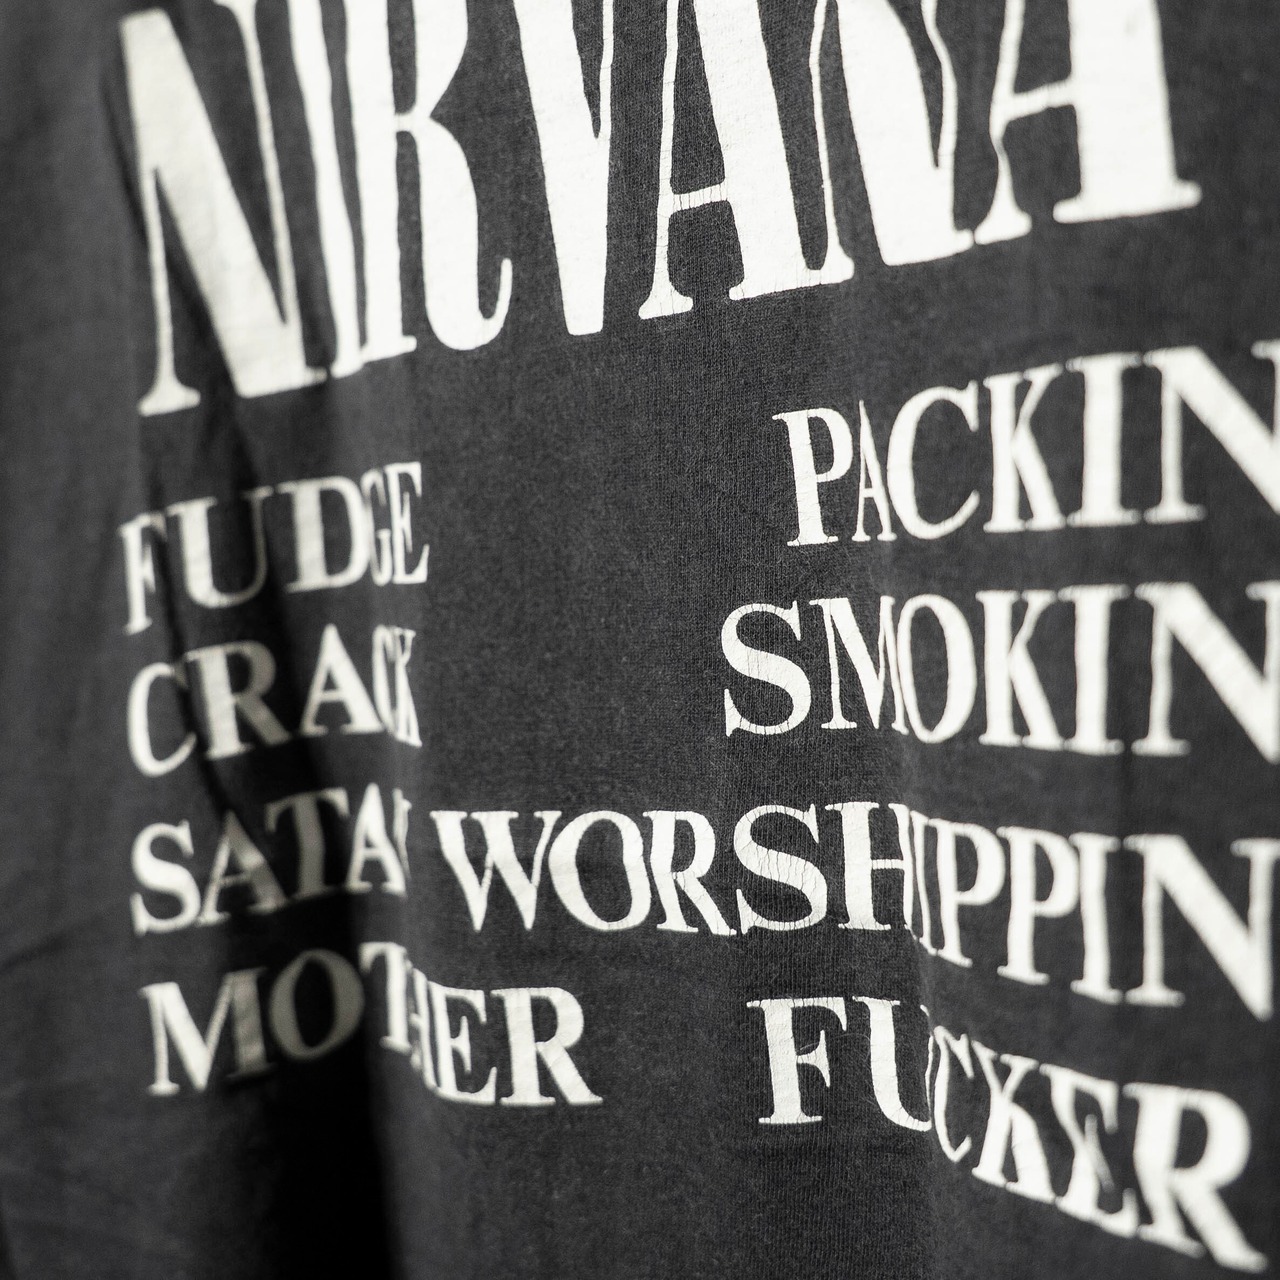 NIRVANA
FUDGE PACKIN
CRACK SMOKIN
SATAN WORSHIPPIN
MOTHER FUCKER